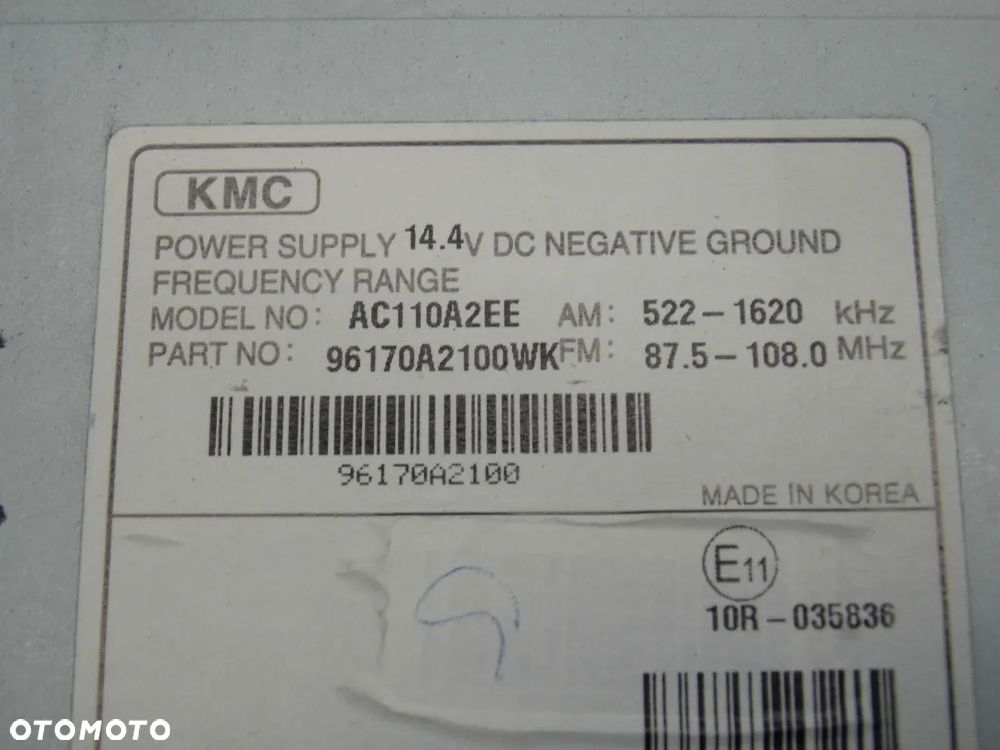 KMC
POWER SUPPLY 14.4V DC NEGATIVE GROUND
FREQUENCY RANGE
MODEL NO: AC110A2EE AM: 522-1620 kHz
PART NO: 96170A2100WK FM: 87.5-108.0 MHz
96170A2100
MADE IN KOREA
E11
10R-035836
OTOMOTO